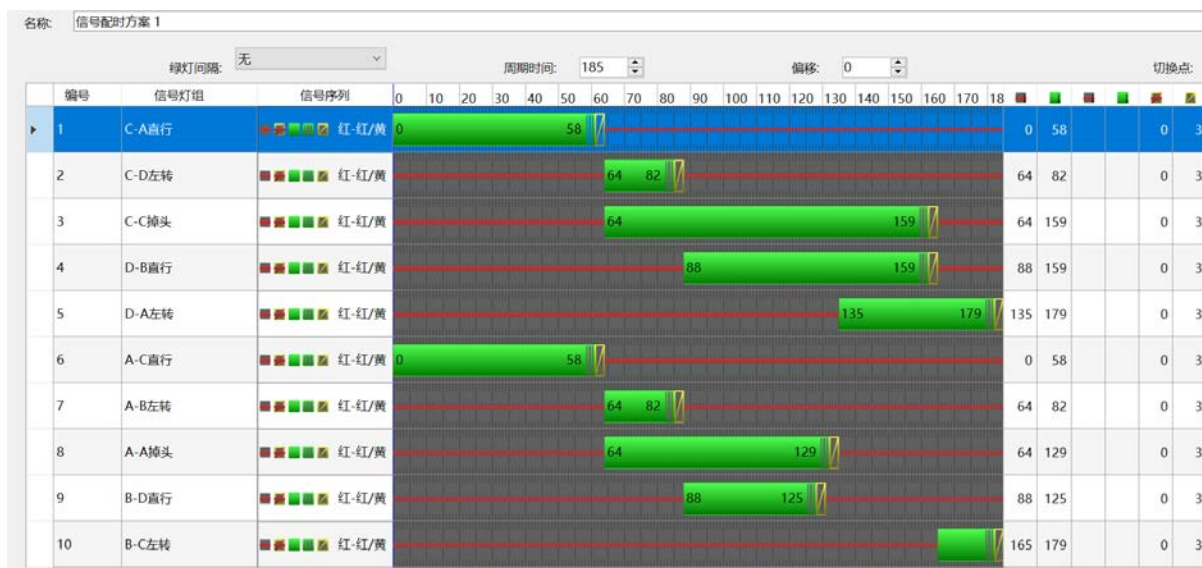 名称: 信号配时方案 1
绿灯间隔: 无 周期时间: 185 偏移: 0 切换点:
编号 信号灯组 信号序列 0 10 20 30 40 50 60 70 80 90 100 110 120 130 140 150 160 170 18
1 C-A直行 红-红/黄 0 58 0 58 0 3
2 C-D左转 红-红/黄 64 82 64 82 0 3
3 C-C掉头 红-红/黄 64 159 64 159 0 3
4 D-B直行 红-红/黄 88 159 88 159 0 3
5 D-A左转 红-红/黄 135 179 135 179 0 3
6 A-C直行 红-红/黄 0 58 0 58 0 3
7 A-B左转 红-红/黄 64 82 64 82 0 3
8 A-A掉头 红-红/黄 64 129 64 129 0 3
9 B-D直行 红-红/黄 88 125 88 125 0 3
10 B-C左转 红-红/黄 165 179 0 3